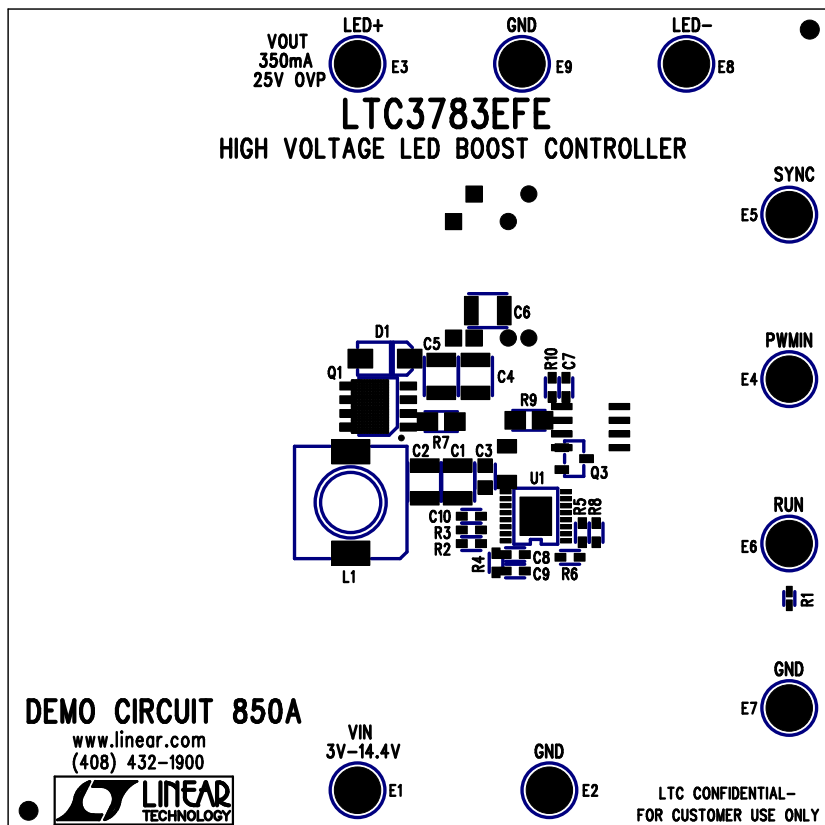 LED+
GND
LED-
VOUT
350mA
25V OVP
E3
E9
E8
LTC3783EFE
HIGH VOLTAGE LED BOOST CONTROLLER
SYNC
E5
C6
D1
C5
PWMIN
R10
C7
Q1
C4
E4
R9
R7
C2
C1
C3
Q3
U1
RUN
C10
R5
R8
R3
E6
R2
R4
C8
C9
R6
L1
R1
GND
E7
DEMO CIRCUIT 850A
www.linear.com
(408) 432-1900
VIN
3V-14.4V
GND
E1
E2
LINEAR
TECHNOLOGY
LTC CONFIDENTIAL-
FOR CUSTOMER USE ONLY